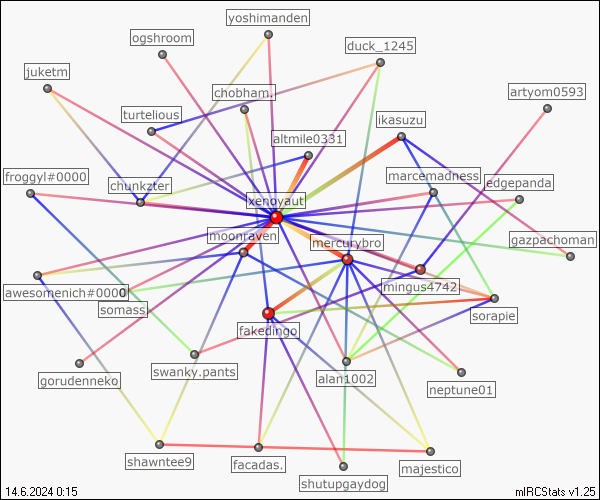 yoshimanden
ogshroom
duck_1245
juketm
chobham.
artyom0593
turtelious
ikasuzu
altmile0331
froggyl#0000
chunkzter
marcemadness
edgepanda
xenoyaut
moonraven
mercurybro
gazpachoman
awesomenich#0000
mingus4742
somass
sorapie
fakedingo
gorudenneko
swanky.pants
alan1002
neptune01
shawntee9
facadas.
majestico
shutupgaydog
14.6.2024 0:15
mIRCStats v1.25